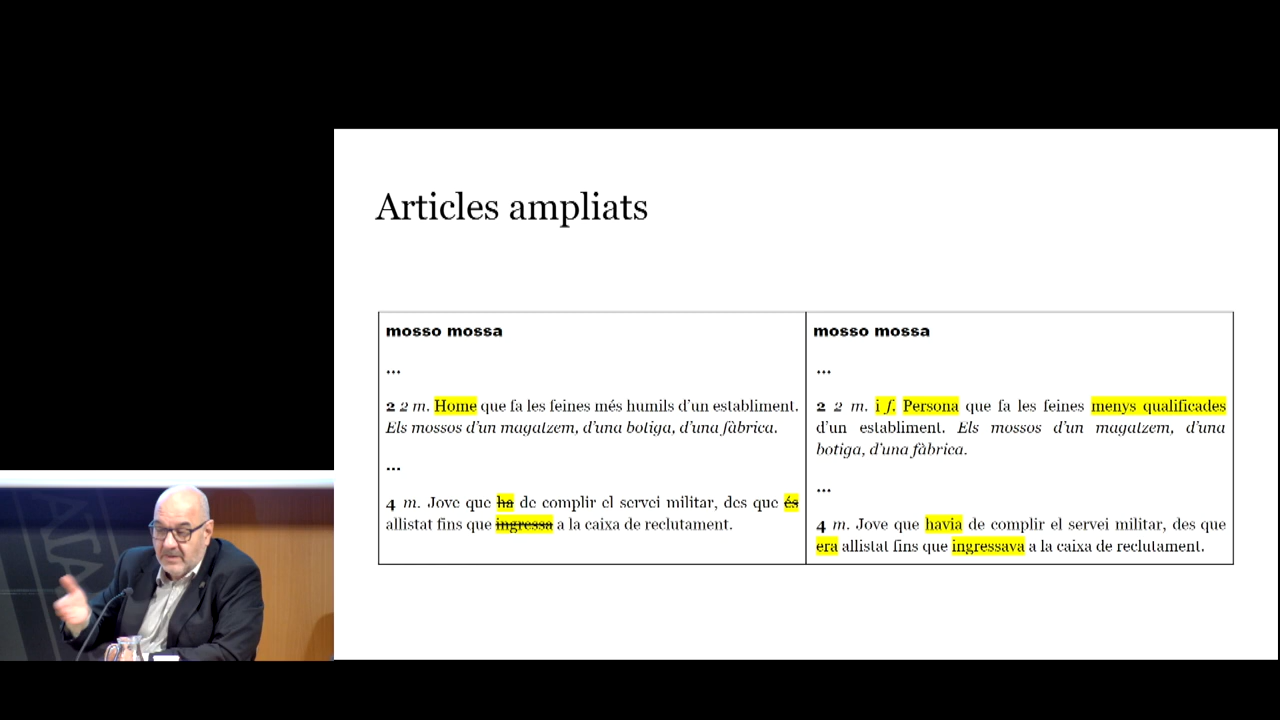 Articles ampliats
mosso mossa
...
2 2 m. Home que fa les feines més humils d'un establiment.
Els mossos d'un magatzem, d'una botiga, d'una fàbrica.
...
4 m. Jove que ha de complir el servei militar, des que és
allistat fins que ingressa a la caixa de reclutament.
mosso mossa
...
2 2 m. i f. Persona que fa les feines menys qualificades
d'un establiment. Els mossos d'un magatzem, d'una
botiga, d'una fàbrica.
...
4 m. Jove que havia de complir el servei militar, des que
era allistat fins que ingressava a la caixa de reclutament.